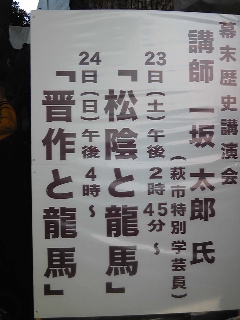 幕末歴史講演会
講師 一坂太郎氏
(萩市特別学芸員)
23日(土)午後2時45分~
「松陰と龍馬」
24日(日)午後4時~
「晋作と龍馬」